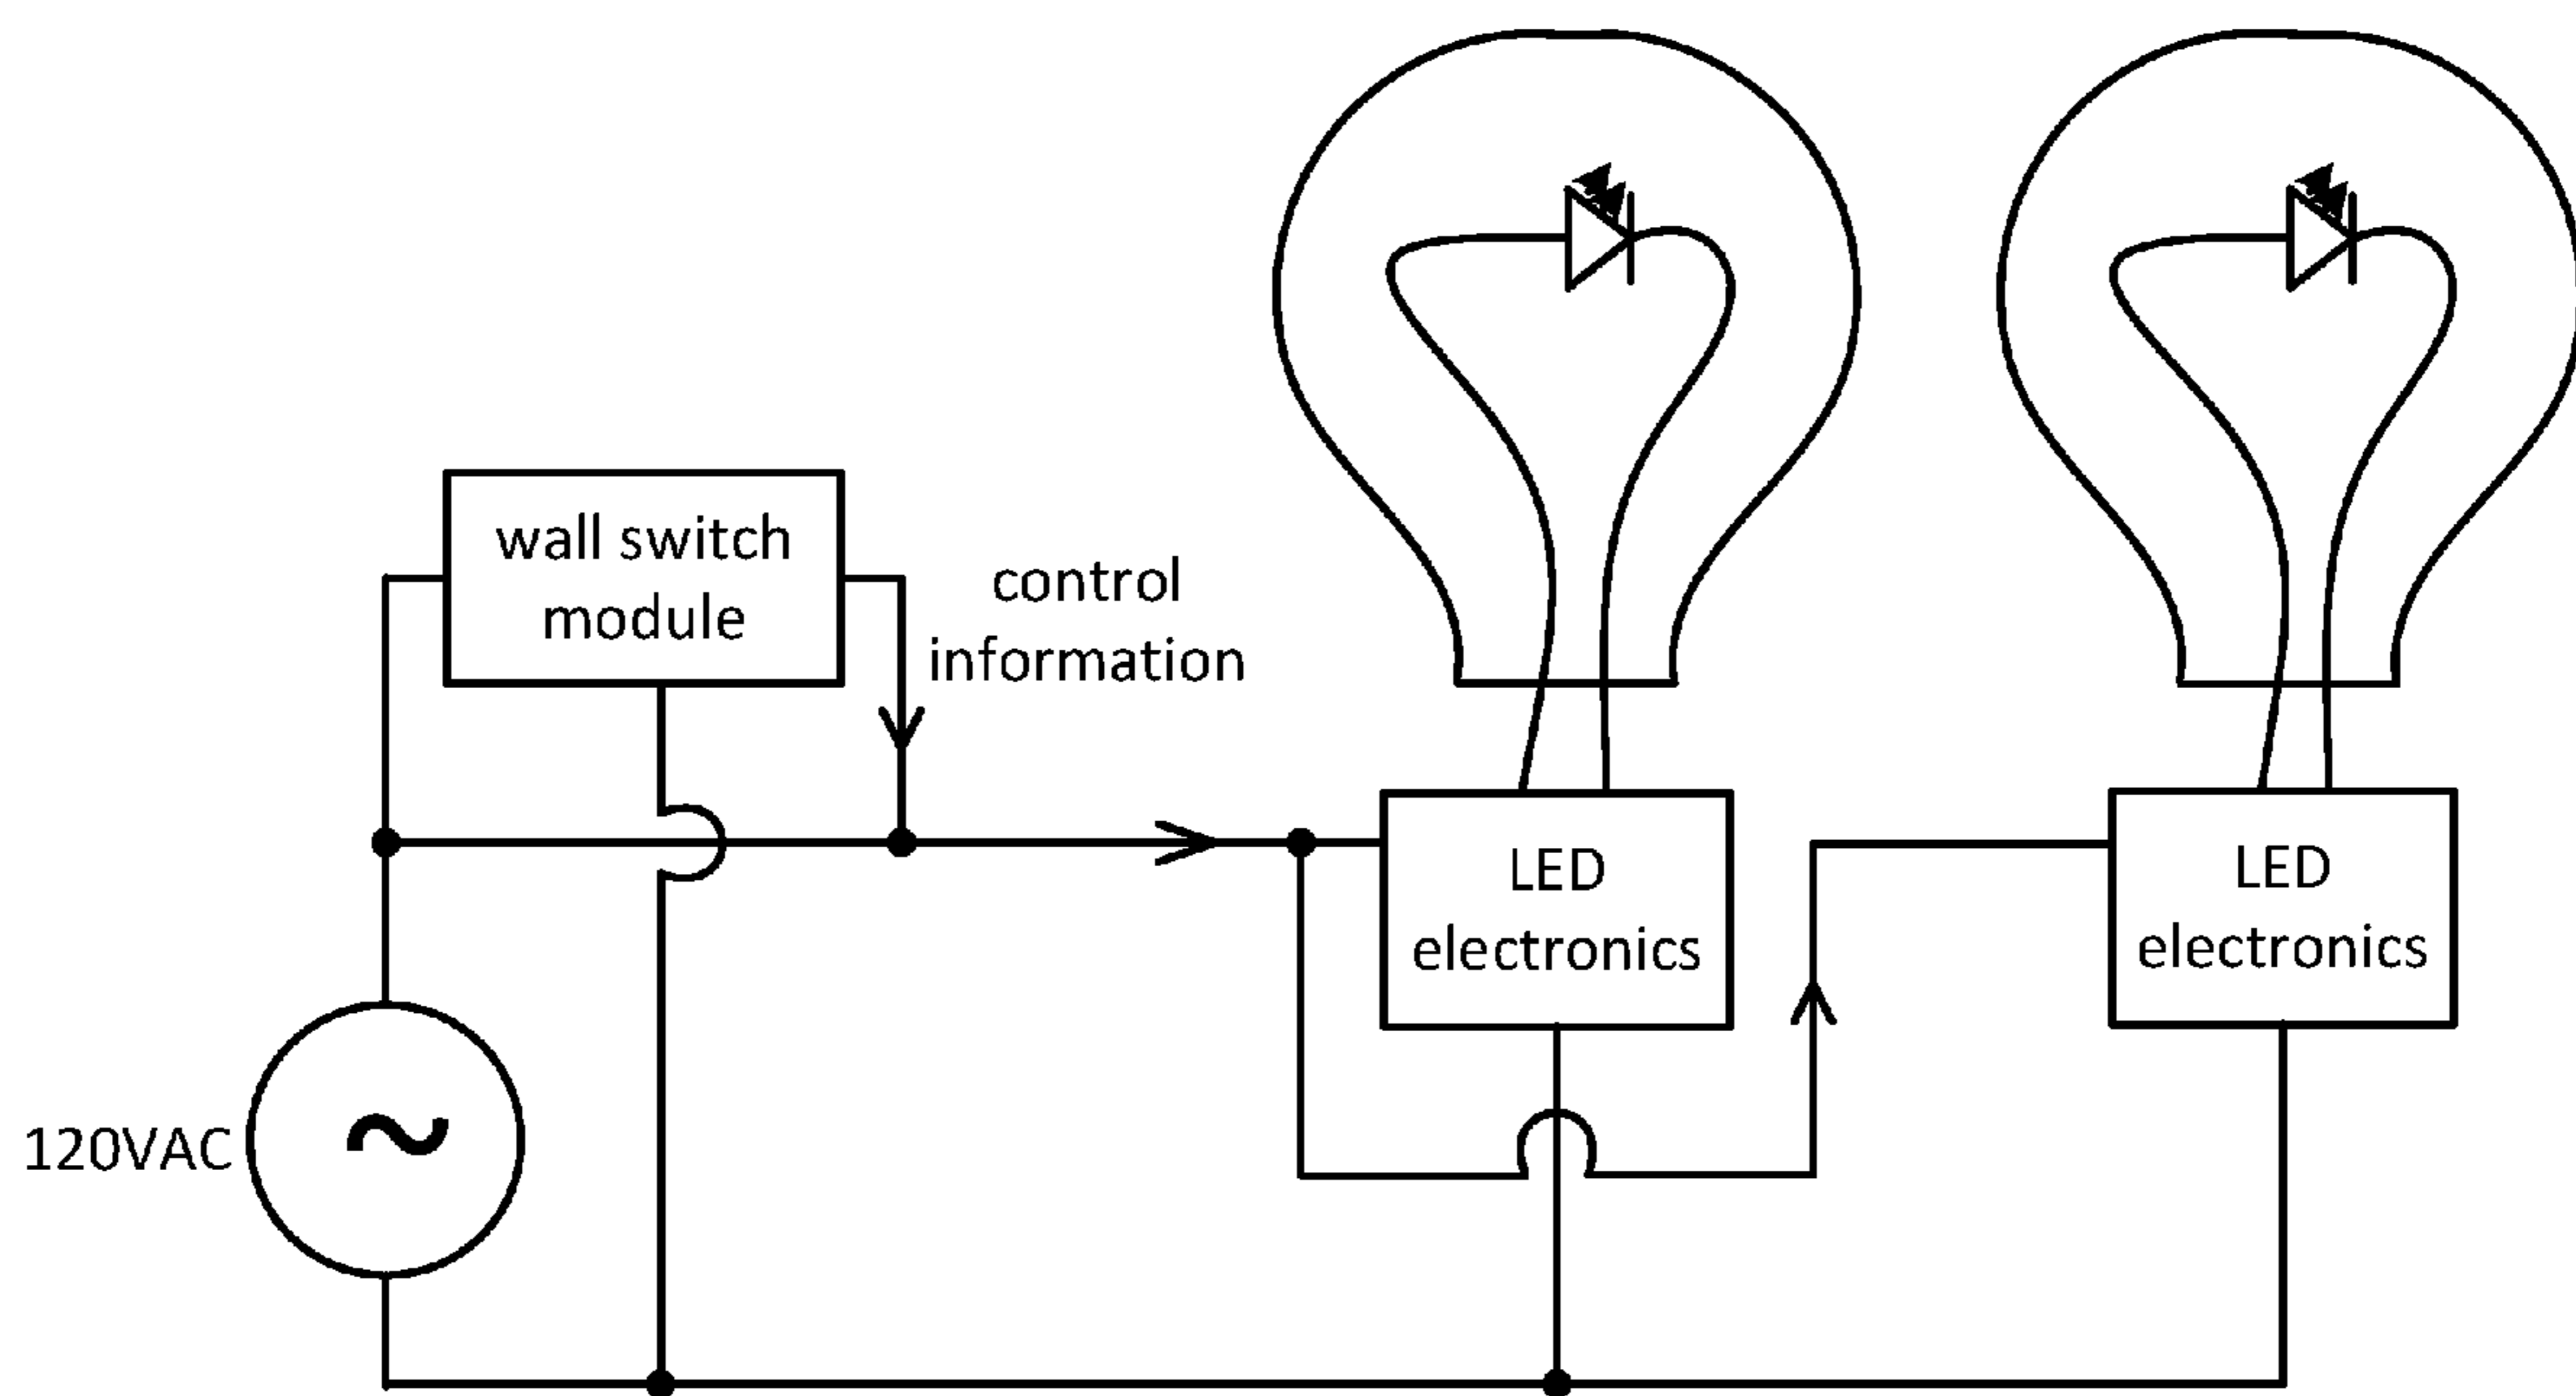 wall switch
module
control
information
LED
electronics
LED
electronics
120VAC
~